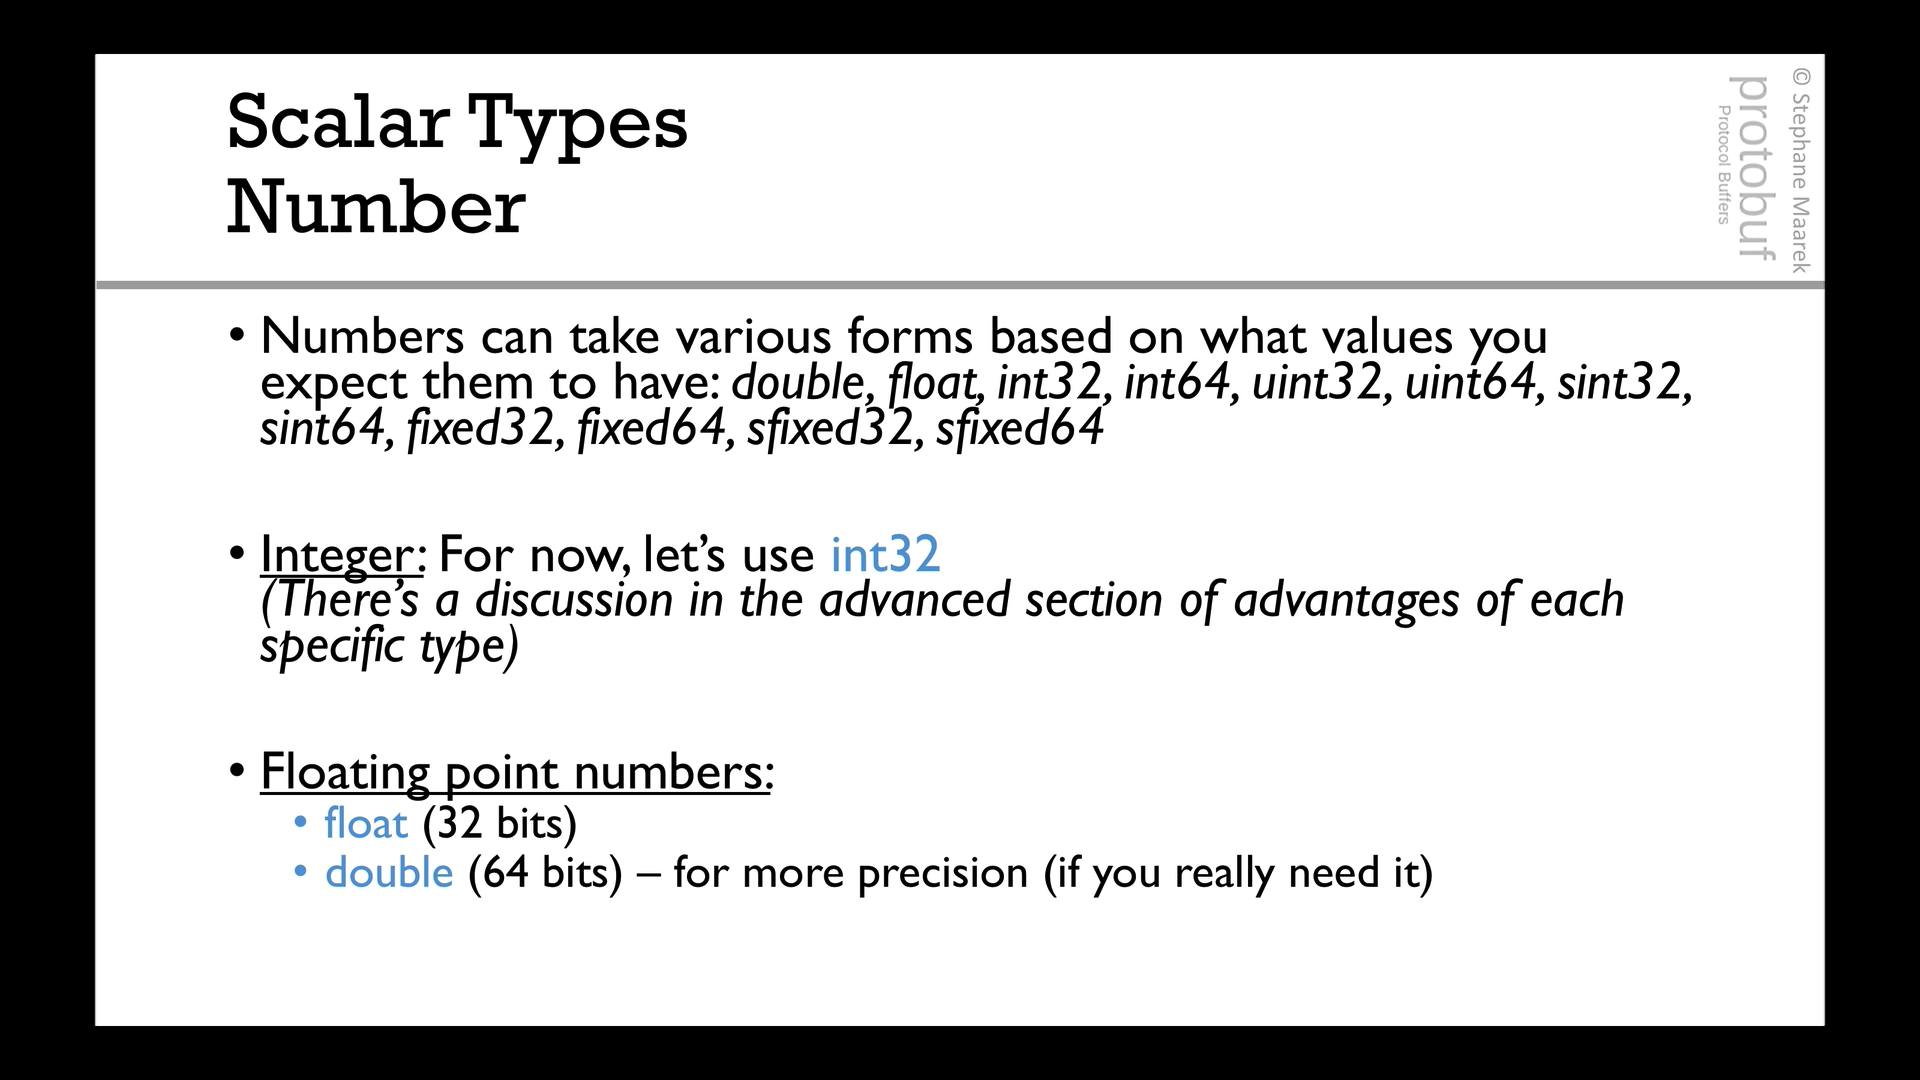 Scalar Types
Number
© Stephane Maarek
protobuf
Protocol Buffers
• Numbers can take various forms based on what values you
expect them to have: double, float, int32, int64, uint32, uint64, sint32,
sint64, fixed32, fixed64, sfixed32, sfixed64
• Integer: For now, let’s use int32
(There’s a discussion in the advanced section of advantages of each
specific type)
• Floating point numbers:
• float (32 bits)
• double (64 bits) – for more precision (if you really need it)